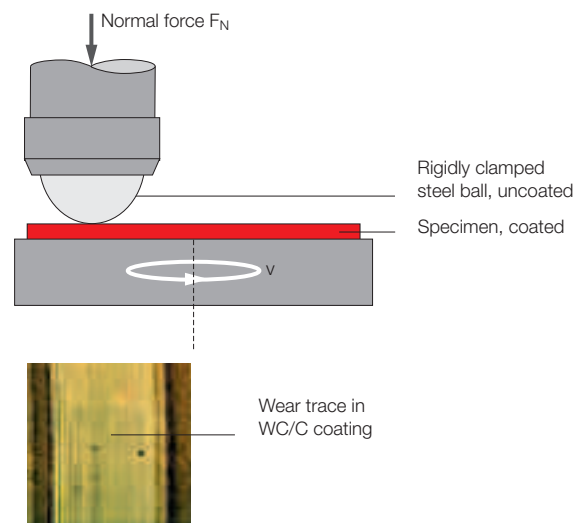 Normal force FN
Rigidly clamped
steel ball, uncoated
Specimen, coated
v
Wear trace in
WC/C coating